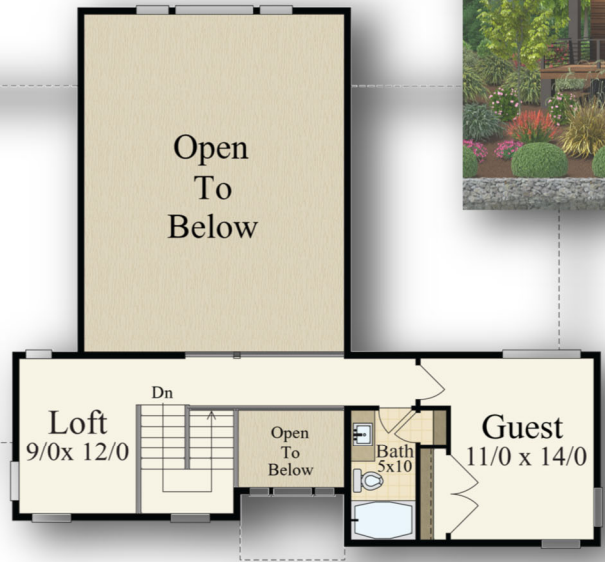 Open
To
Below
Dn
Loft
9/0x 12/0
Open
To
Below
Bath
5x10
Guest
11/0 x 14/0